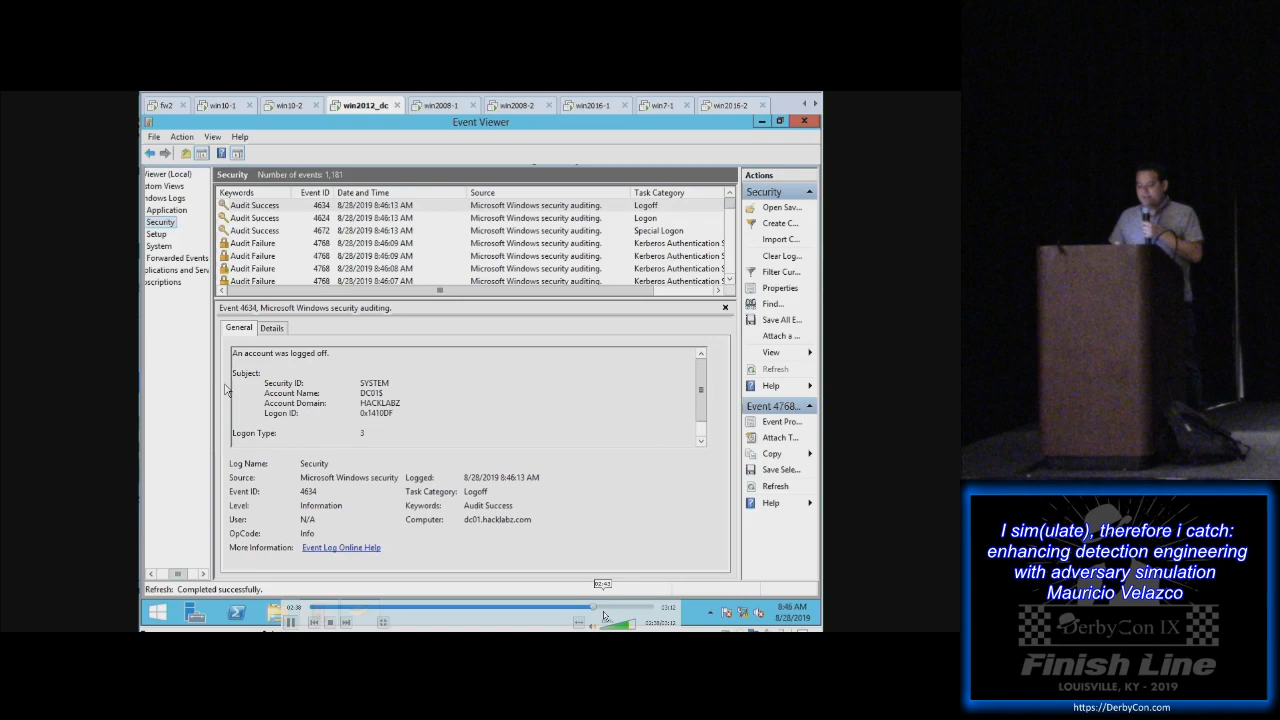 fw2 win10-1 win10-2 win2012_dc win2008-1 win2008-2 win2016-1 win7-1 win2016-2
Event Viewer
File Action View Help
Viewer (Local)
stom Views
ndows Logs
Application
Security
Setup
System
Forwarded Events
plications and Serv
bscriptions
Security Number of events: 1,181
Keywords Event ID Date and Time Source Task Category
Audit Success 4634 8/28/2019 8:46:13 AM Microsoft Windows security auditing. Logoff
Audit Success 4624 8/28/2019 8:46:13 AM Microsoft Windows security auditing. Logon
Audit Success 4672 8/28/2019 8:46:13 AM Microsoft Windows security auditing. Special Logon
Audit Failure 4768 8/28/2019 8:46:09 AM Microsoft Windows security auditing. Kerberos Authentication S
Audit Failure 4768 8/28/2019 8:46:09 AM Microsoft Windows security auditing. Kerberos Authentication S
Audit Failure 4768 8/28/2019 8:46:08 AM Microsoft Windows security auditing. Kerberos Authentication S
Audit Failure 4768 8/28/2019 8:46:07 AM Microsoft Windows security auditing. Kerberos Authentication S
Event 4634, Microsoft Windows security auditing.
General Details
An account was logged off.
Subject:
Security ID: SYSTEM
Account Name: DC01$
Account Domain: HACKLABZ
Logon ID: 0x1410DF
Logon Type: 3
Log Name: Security
Source: Microsoft Windows security Logged: 8/28/2019 8:46:13 AM
Event ID: 4634 Task Category: Logoff
Level: Information Keywords: Audit Success
User: N/A Computer: dc01.hacklabz.com
OpCode: Info
More Information: Event Log Online Help
Actions
Security
Open Sav...
Create C...
Import C...
Clear Log...
Filter Cur...
Properties
Find...
Save All E...
Attach a ...
View
Refresh
Help
Event 4768...
Event Pro...
Attach T...
Copy
Save Sele...
Refresh
Help
Refresh: Completed successfully.
02:43
02:38 03:12
02:38/03:12
8:46 AM
8/28/2019
I sim(ulate), therefore i catch:
enhancing detection engineering
with adversary simulation
Mauricio Velazco
DerbyCon IX
Finish Line
LOUISVILLE, KY - 2019
https://DerbyCon.com